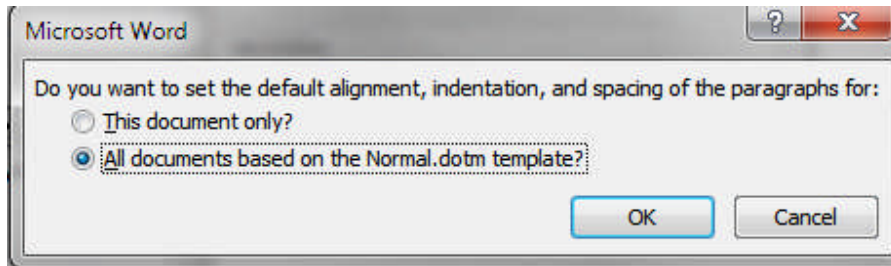 Microsoft Word
Do you want to set the default alignment, indentation, and spacing of the paragraphs for:
This document only?
All documents based on the Normal.dotm template?
OK Cancel